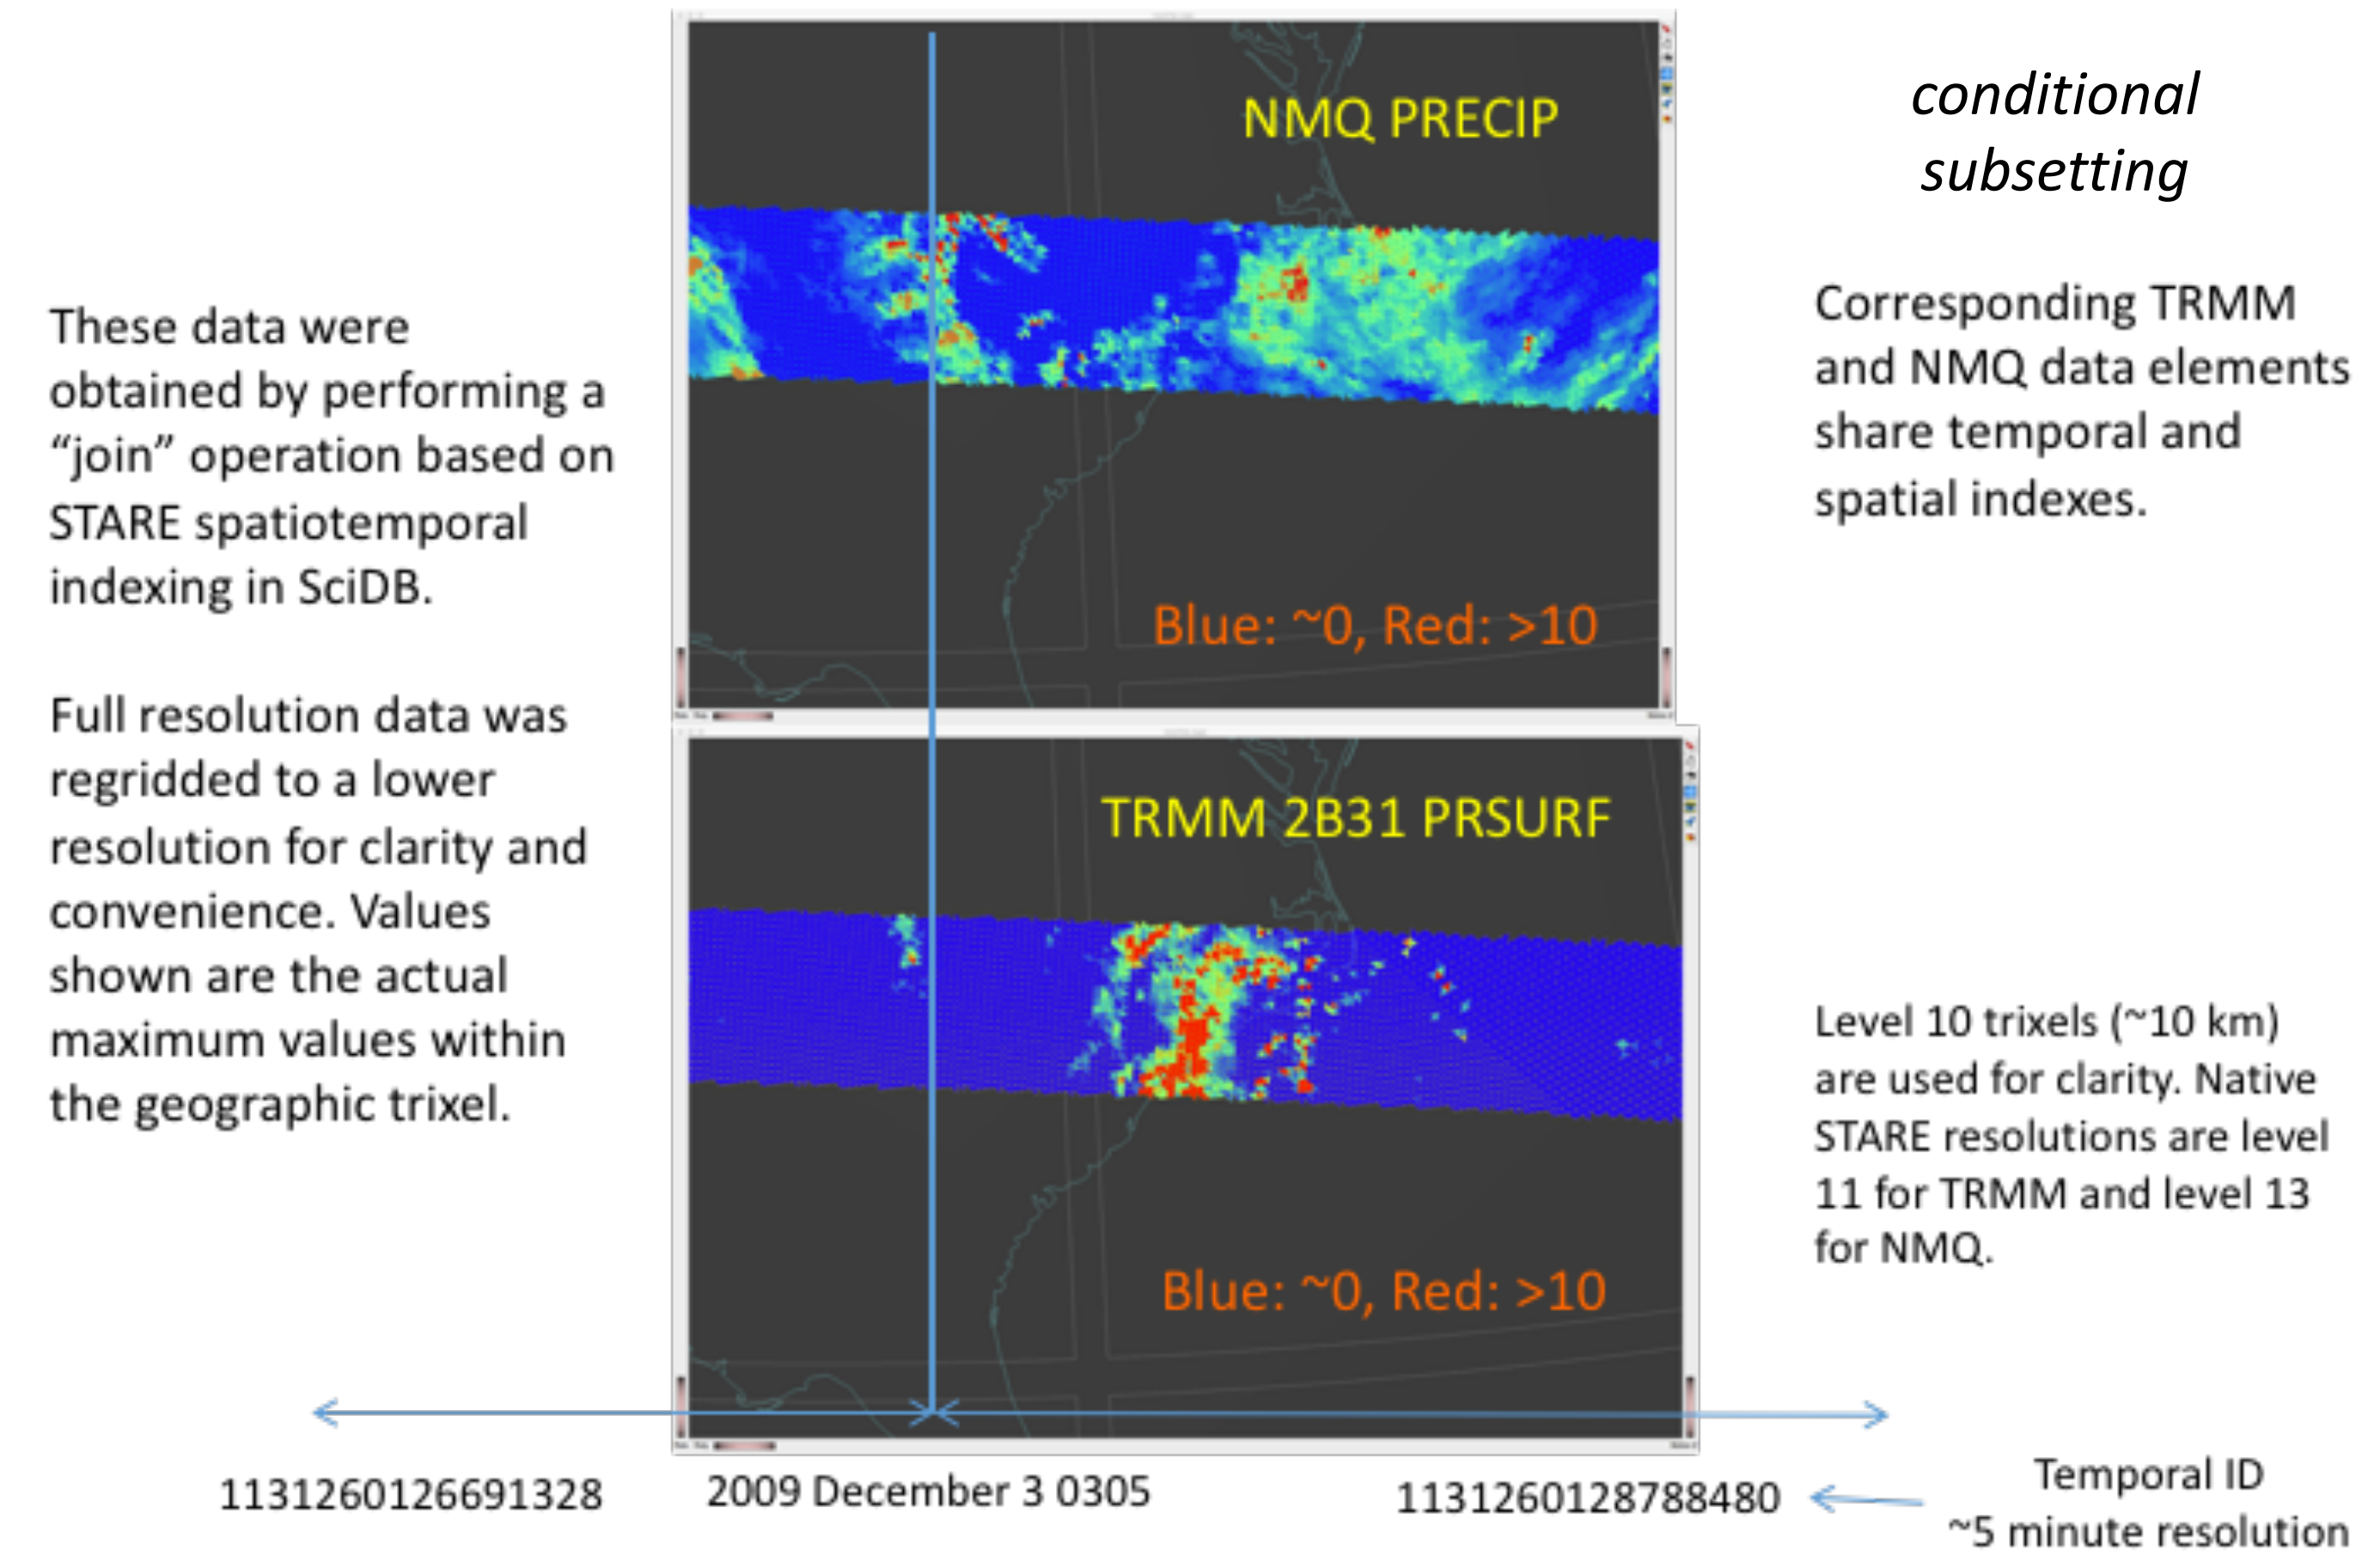 These data were
obtained by performing a
“join” operation based on
STARE spatiotemporal
indexing in SciDB.
Full resolution data was
regridded to a lower
resolution for clarity and
convenience. Values
shown are the actual
maximum values within
the geographic trixel.
NMQ PRECIP
Blue: ~0, Red: >10
TRMM 2B31 PRSURF
Blue: ~0, Red: >10
conditional
subsetting
Corresponding TRMM
and NMQ data elements
share temporal and
spatial indexes.
Level 10 trixels (~10 km)
are used for clarity. Native
STARE resolutions are level
11 for TRMM and level 13
for NMQ.
1131260126691328
2009 December 3 0305
1131260128788480
Temporal ID
~5 minute resolution